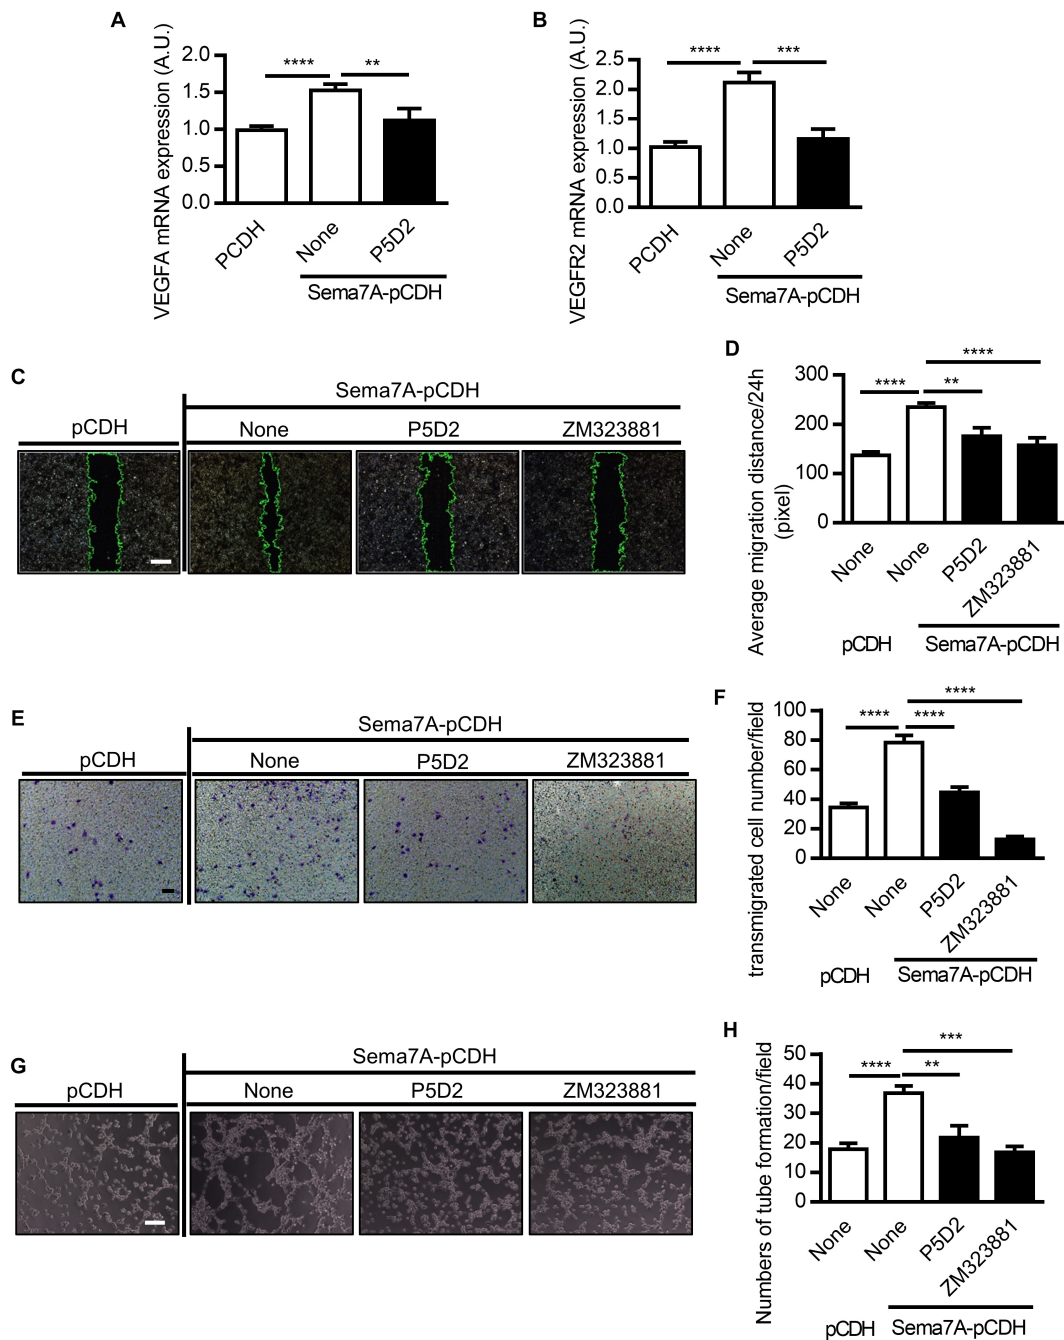 A
VEGFA mRNA expression (A.U.)
2.0
1.5
1.0
0.5
0.0
****
**
PCDH
None
P5D2
Sema7A-pCDH
B
VEGFR2 mRNA expression (A.U.)
2.5
2.0
1.5
1.0
0.5
0.0
****
***
PCDH
None
P5D2
Sema7A-pCDH
C
Sema7A-pCDH
pCDH
None
P5D2
ZM323881
D
Average migration distance/24h
(pixel)
300
200
100
0
****
****
**
None
None
P5D2
ZM323881
pCDH
Sema7A-pCDH
E
Sema7A-pCDH
pCDH
None
P5D2
ZM323881
F
transmigrated cell number/field
100
80
60
40
20
0
****
****
****
None
None
P5D2
ZM323881
pCDH
Sema7A-pCDH
G
Sema7A-pCDH
pCDH
None
P5D2
ZM323881
H
Numbers of tube formation/field
50
40
30
20
10
0
***
****
**
None
None
P5D2
ZM323881
pCDH
Sema7A-pCDH